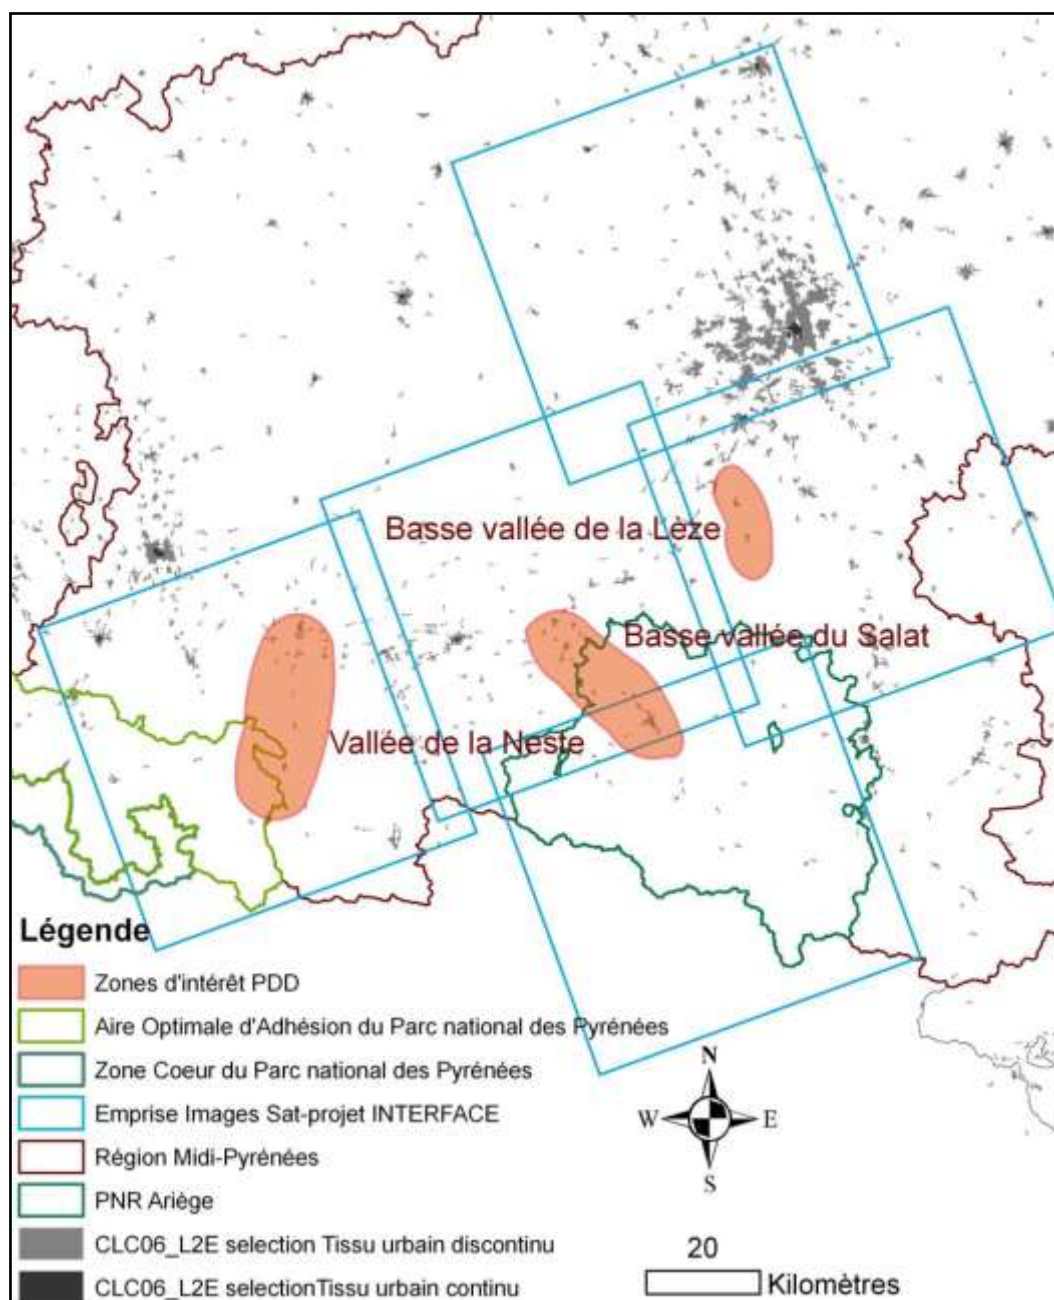 Basse vallée de la Lèze
Basse vallée du Salat
Vallée de la Neste
Légende
Zones d'intérêt PDD
Aire Optimale d'Adhésion du Parc national des Pyrénées
Zone Coeur du Parc national des Pyrénées
Emprise Images Sat-projet INTERFACE
Région Midi-Pyrénées
PNR Ariège
CLC06_L2E selection Tissu urbain discontinu
CLC06_L2E selectionTissu urbain continu
N
W E
S
20
Kilomètres